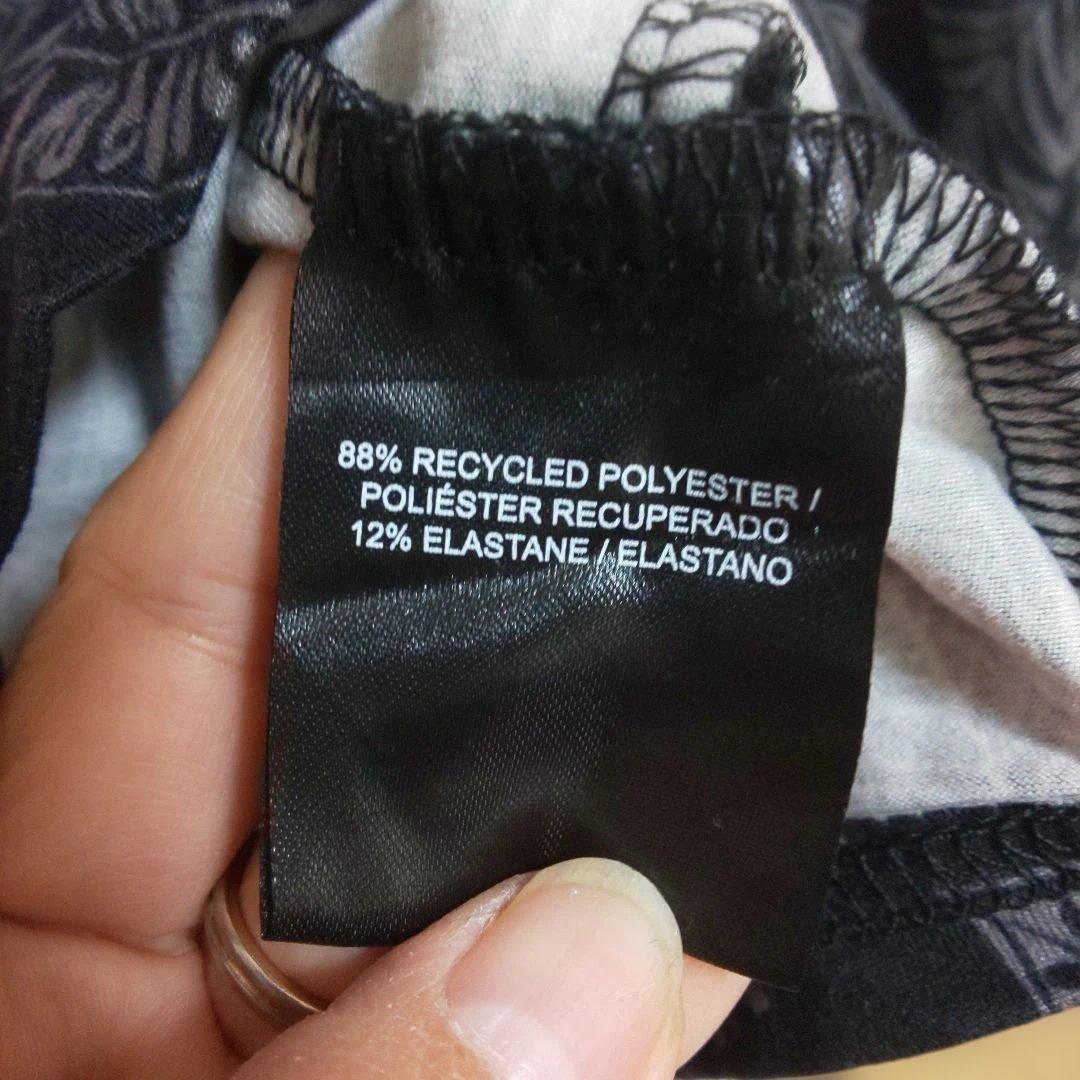 88% RECYCLED POLYESTER /
POLIÉSTER RECUPERADO
12% ELASTANE / ELASTANO